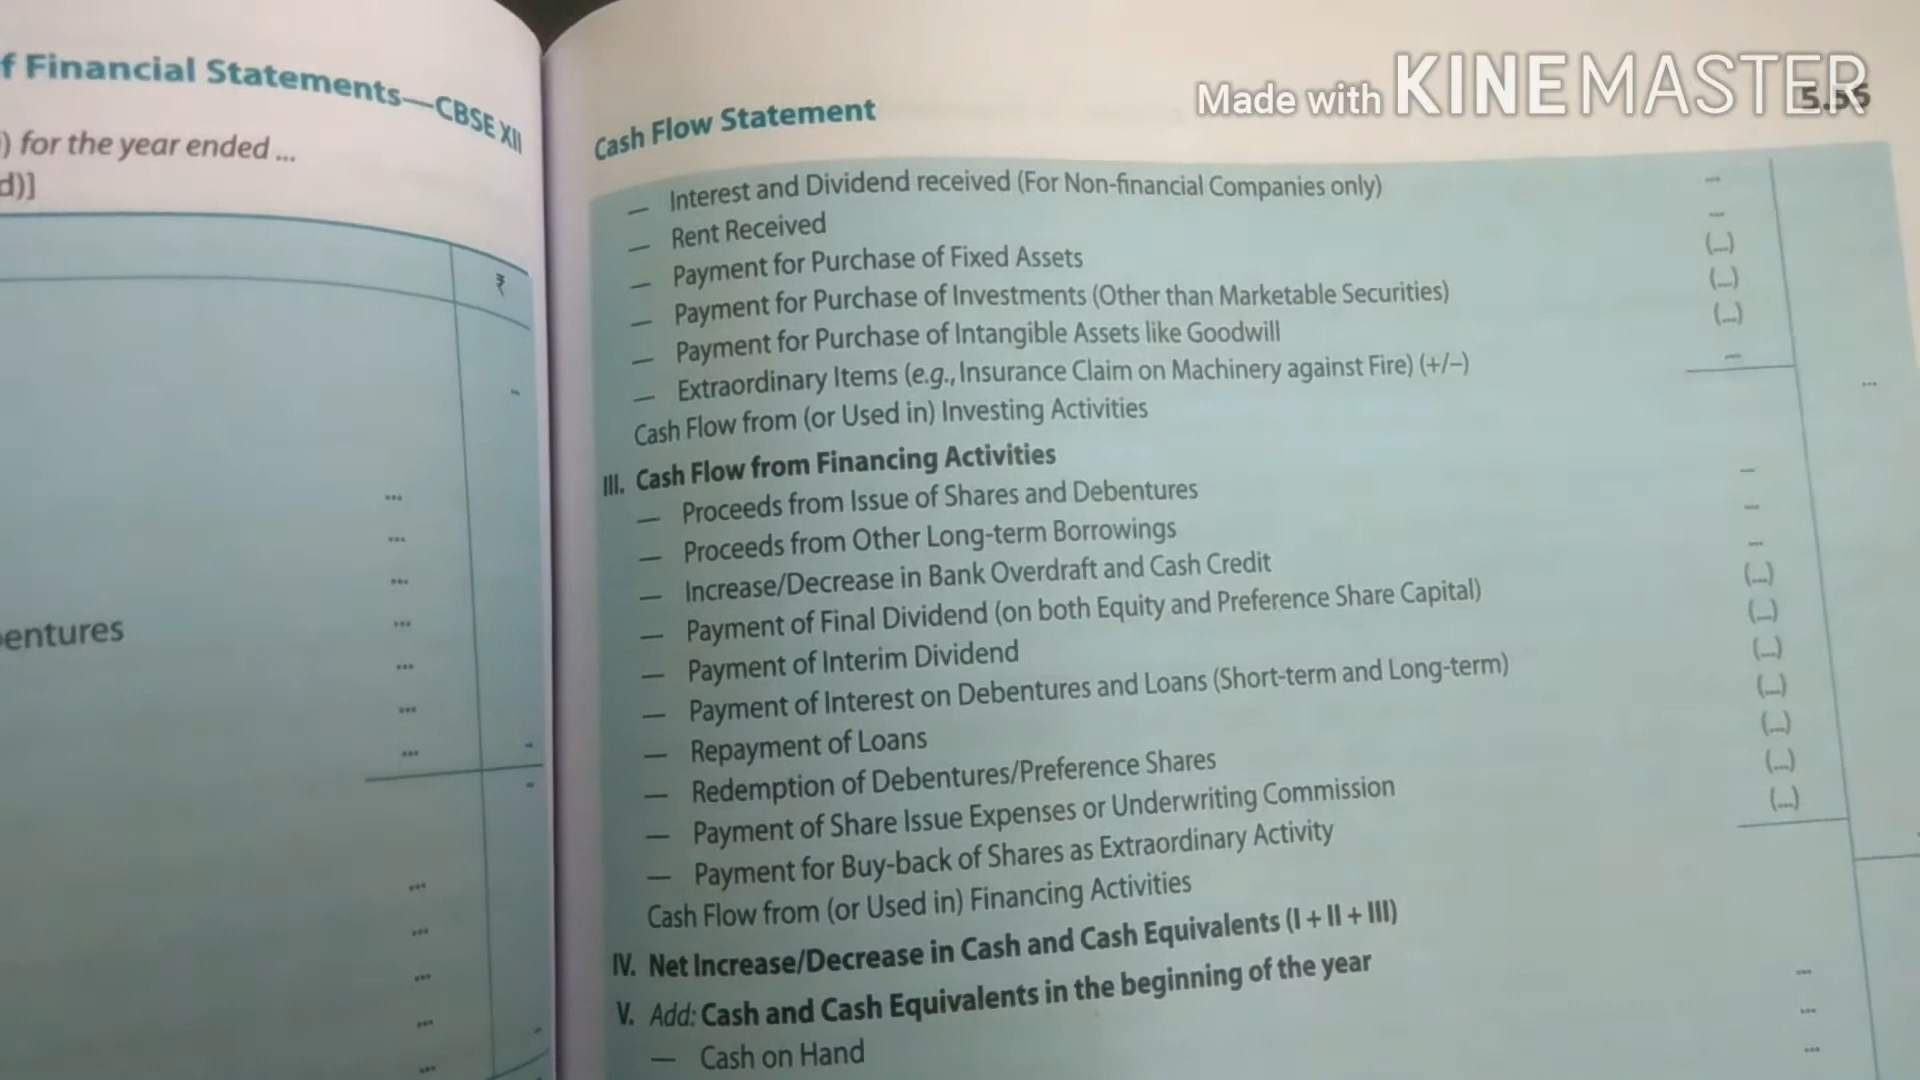 f Financial Statements—CBSE XII
) for the year ended ...
d)]
₹
entures
Made with KINEMASTER
Cash Flow Statement
— Interest and Dividend received (For Non-financial Companies only) ...
— Rent Received ...
— Payment for Purchase of Fixed Assets (...)
— Payment for Purchase of Investments (Other than Marketable Securities) (...)
— Payment for Purchase of Intangible Assets like Goodwill (...)
— Extraordinary Items (e.g., Insurance Claim on Machinery against Fire) (+/–) ...
Cash Flow from (or Used in) Investing Activities ...
III. Cash Flow from Financing Activities
— Proceeds from Issue of Shares and Debentures ...
— Proceeds from Other Long-term Borrowings ...
— Increase/Decrease in Bank Overdraft and Cash Credit ...
— Payment of Final Dividend (on both Equity and Preference Share Capital) (...)
— Payment of Interim Dividend (...)
— Payment of Interest on Debentures and Loans (Short-term and Long-term) (...)
— Repayment of Loans (...)
— Redemption of Debentures/Preference Shares (...)
— Payment of Share Issue Expenses or Underwriting Commission (...)
— Payment for Buy-back of Shares as Extraordinary Activity (...)
Cash Flow from (or Used in) Financing Activities
IV. Net Increase/Decrease in Cash and Cash Equivalents (I + II + III)
V. Add: Cash and Cash Equivalents in the beginning of the year
— Cash on Hand